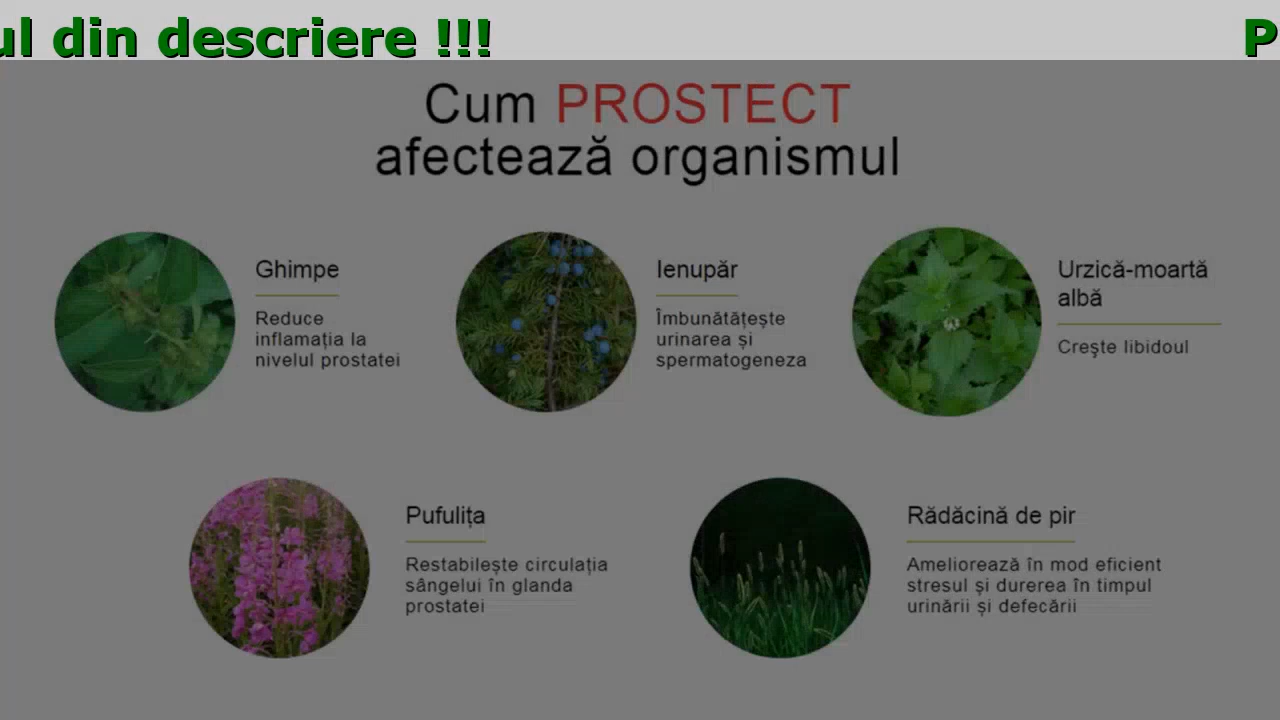 ul din descriere !!! P
Cum PROSTECT
afectează organismul
Ghimpe
Reduce
inflamația la
nivelul prostatei
Ienupăr
Îmbunătățește
urinarea și
spermatogeneza
Urzică-moartă
albă
Creşte libidoul
Pufulița
Restabilește circulația
sângelui în glanda
prostatei
Rădăcină de pir
Ameliorează în mod eficient
stresul și durerea în timpul
urinării și defecării